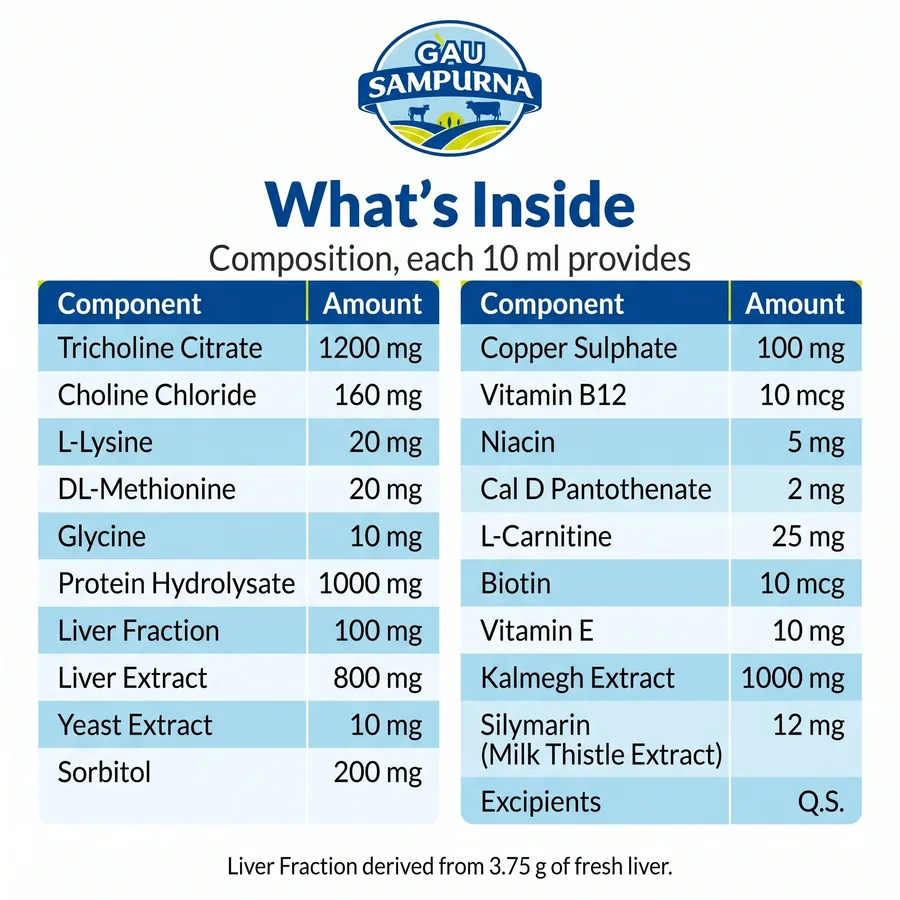 GAU
SAMPURNA
What's Inside
Composition, each 10 ml provides
Component Amount
Tricholine Citrate 1200 mg
Choline Chloride 160 mg
L-Lysine 20 mg
DL-Methionine 20 mg
Glycine 10 mg
Protein Hydrolysate 1000 mg
Liver Fraction 100 mg
Liver Extract 800 mg
Yeast Extract 10 mg
Sorbitol 200 mg
Component Amount
Copper Sulphate 100 mg
Vitamin B12 10 mcg
Niacin 5 mg
Cal D Pantothenate 2 mg
L-Carnitine 25 mg
Biotin 10 mcg
Vitamin E 10 mg
Kalmegh Extract 1000 mg
Silymarin 12 mg
(Milk Thistle Extract)
Excipients Q.S.
Liver Fraction derived from 3.75 g of fresh liver.